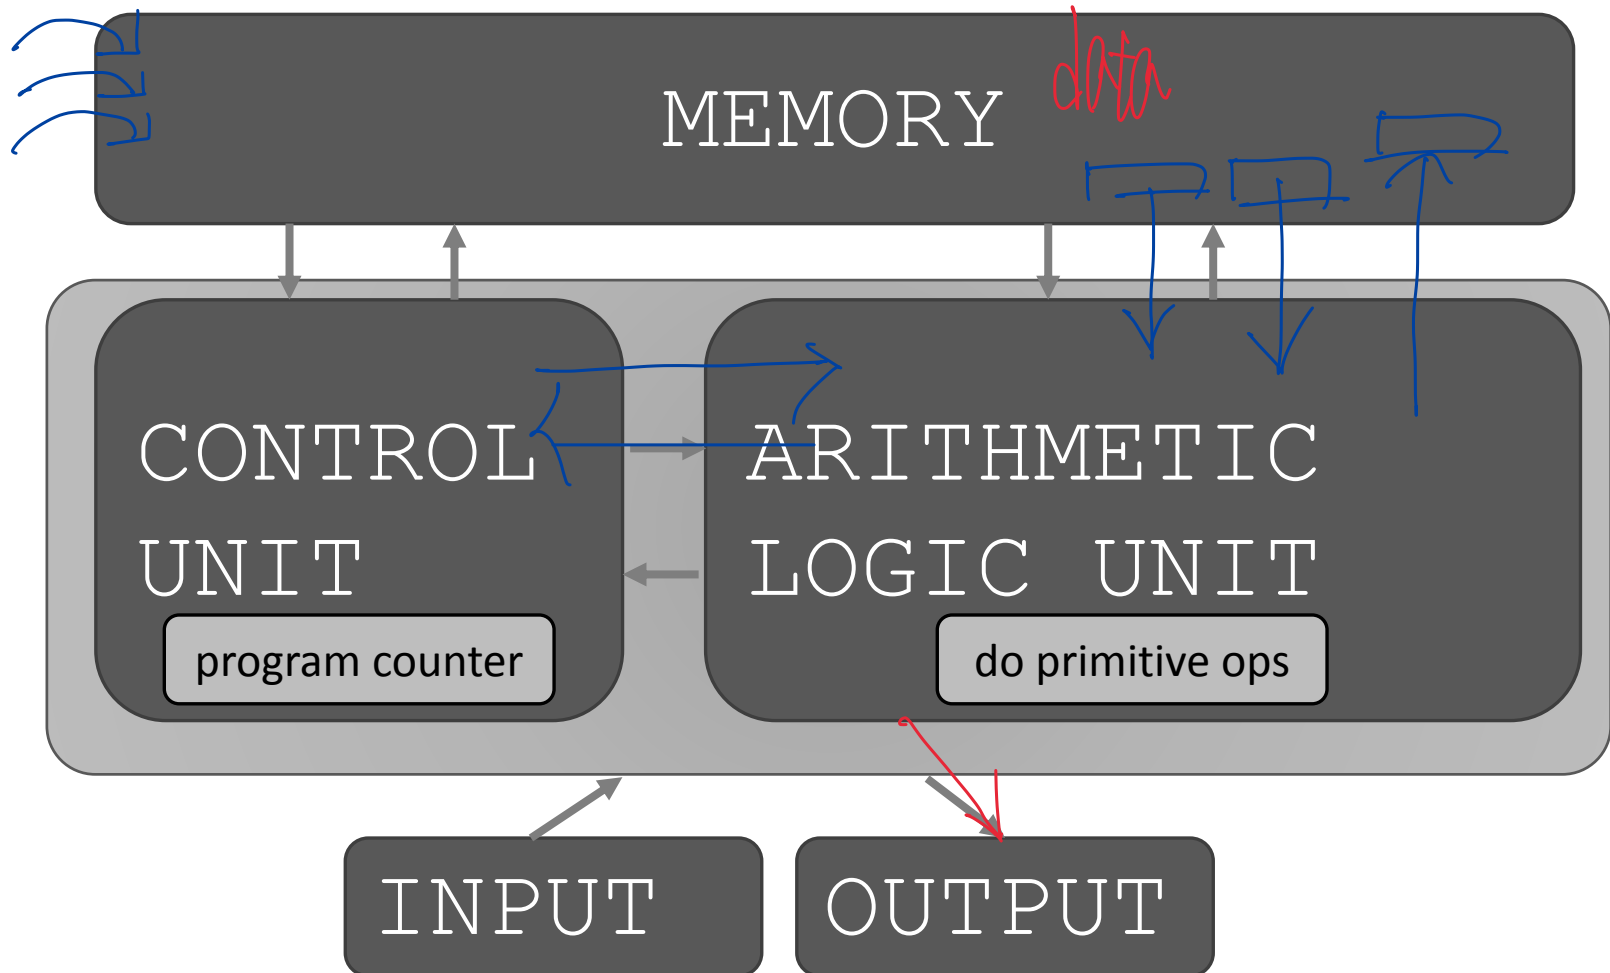 MEMORY
data
CONTROL
UNIT
program counter
ARITHMETIC
LOGIC UNIT
do primitive ops
INPUT
OUTPUT